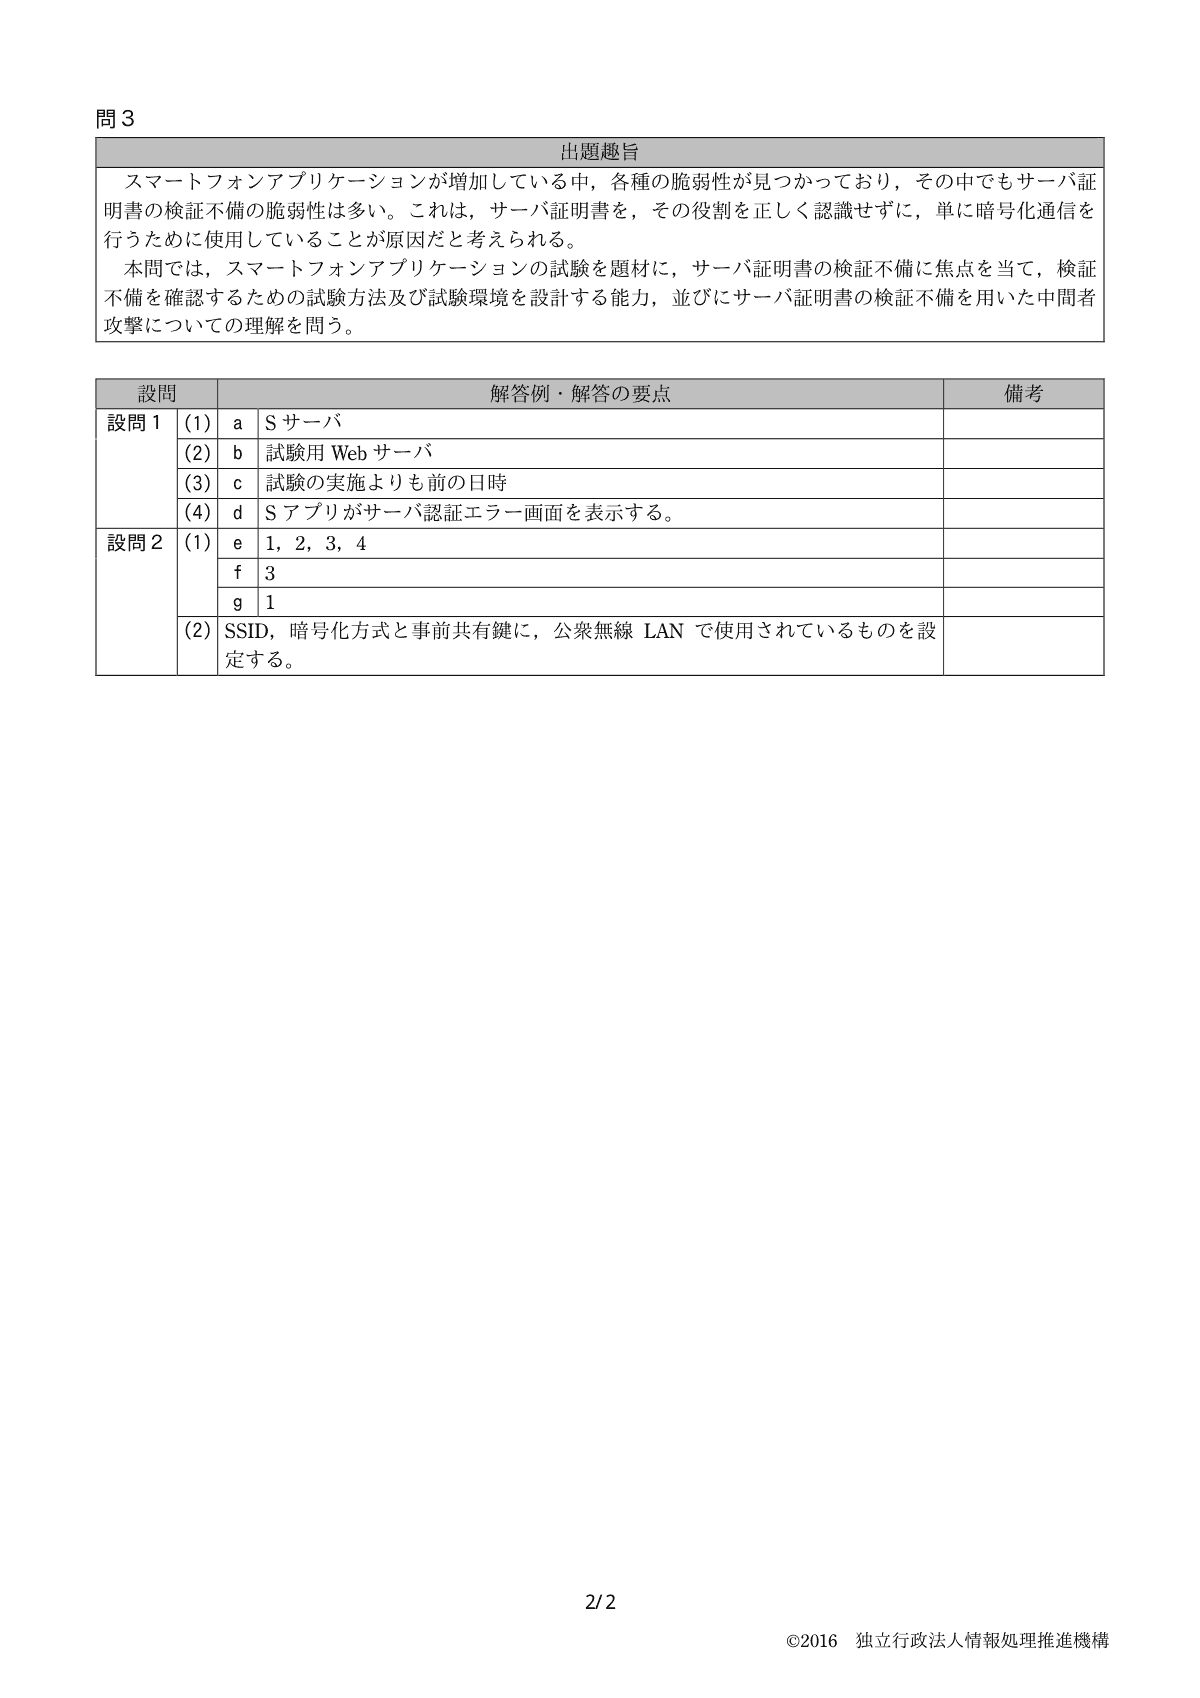 問３
出題趣旨
スマートフォンアプリケーションが増加している中，各種の脆弱性が見つかっており，その中でもサーバ証
明書の検証不備の脆弱性は多い。これは，サーバ証明書を，その役割を正しく認識せずに，単に暗号化通信を
行うために使用していることが原因だと考えられる。
本問では，スマートフォンアプリケーションの試験を題材に，サーバ証明書の検証不備に焦点を当て，検証
不備を確認するための試験方法及び試験環境を設計する能力，並びにサーバ証明書の検証不備を用いた中間者
攻撃についての理解を問う。
設問 解答例・解答の要点 備考
設問１ (1) a S サーバ
(2) b 試験用 Web サーバ
(3) c 試験の実施よりも前の日時
(4) d S アプリがサーバ認証エラー画面を表示する。
設問２ (1) e 1，2，3，4
f 3
g 1
(2) SSID，暗号化方式と事前共有鍵に，公衆無線 LAN で使用されているものを設
定する。
2/2
©2016 独立行政法人情報処理推進機構